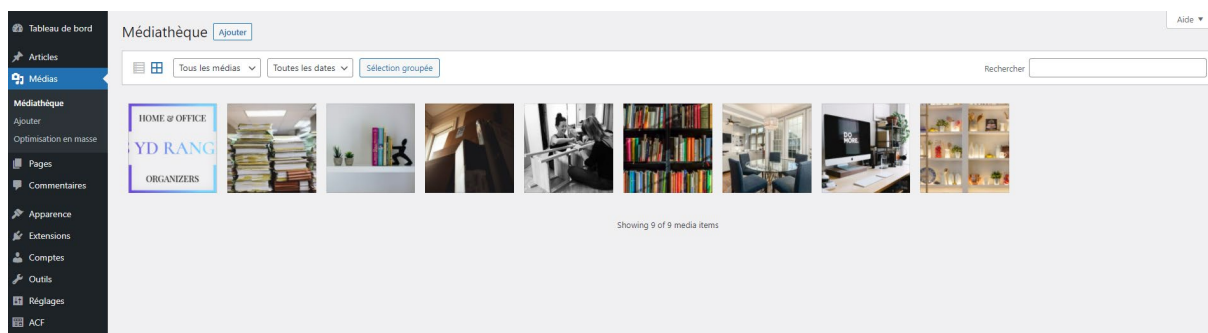 Tableau de bord
Articles
Médias
Médiathèque
Ajouter
Optimisation en masse
Pages
Commentaires
Apparence
Extensions
Comptes
Outils
Réglages
ACF
Aide
Médiathèque Ajouter
Tous les médias Toutes les dates Sélection groupée Rechercher
HOME & OFFICE
YD RANG
ORGANIZERS
DO
MORE.
Showing 9 of 9 media items